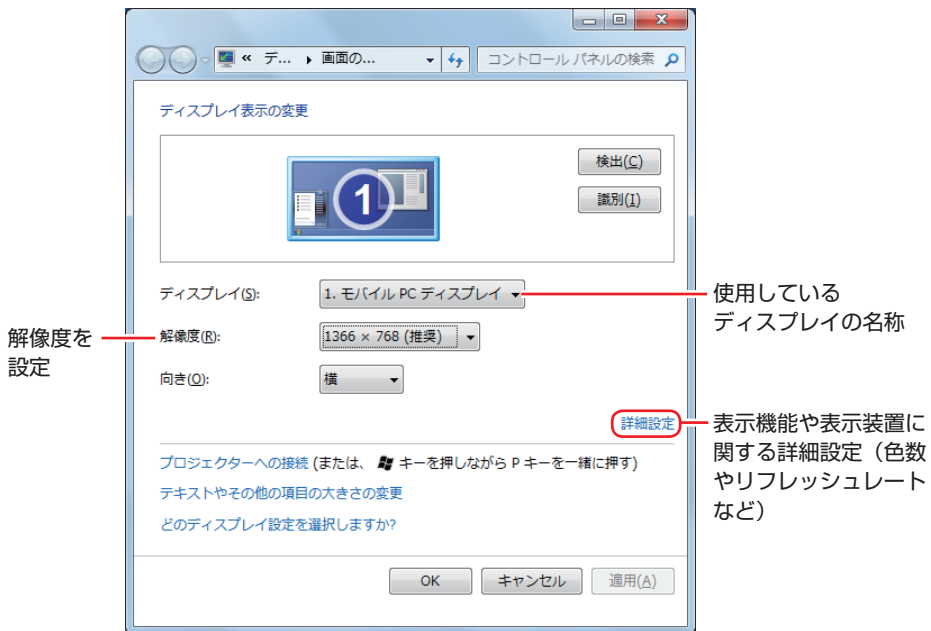 « デ... ▸ 画面の...
コントロール パネルの検索
ディスプレイ表示の変更
検出(C)
1
識別(I)
ディスプレイ(S):
1. モバイル PC ディスプレイ
使用している
ディスプレイの名称
解像度を
設定
解像度(R):
1366 × 768 (推奨)
向き(O):
横
詳細設定
表示機能や表示装置に
関する詳細設定（色数
やリフレッシュレート
など）
プロジェクターへの接続 (または、 キーを押しながら P キーを一緒に押す)
テキストやその他の項目の大きさの変更
どのディスプレイ設定を選択しますか?
OK
キャンセル
適用(A)